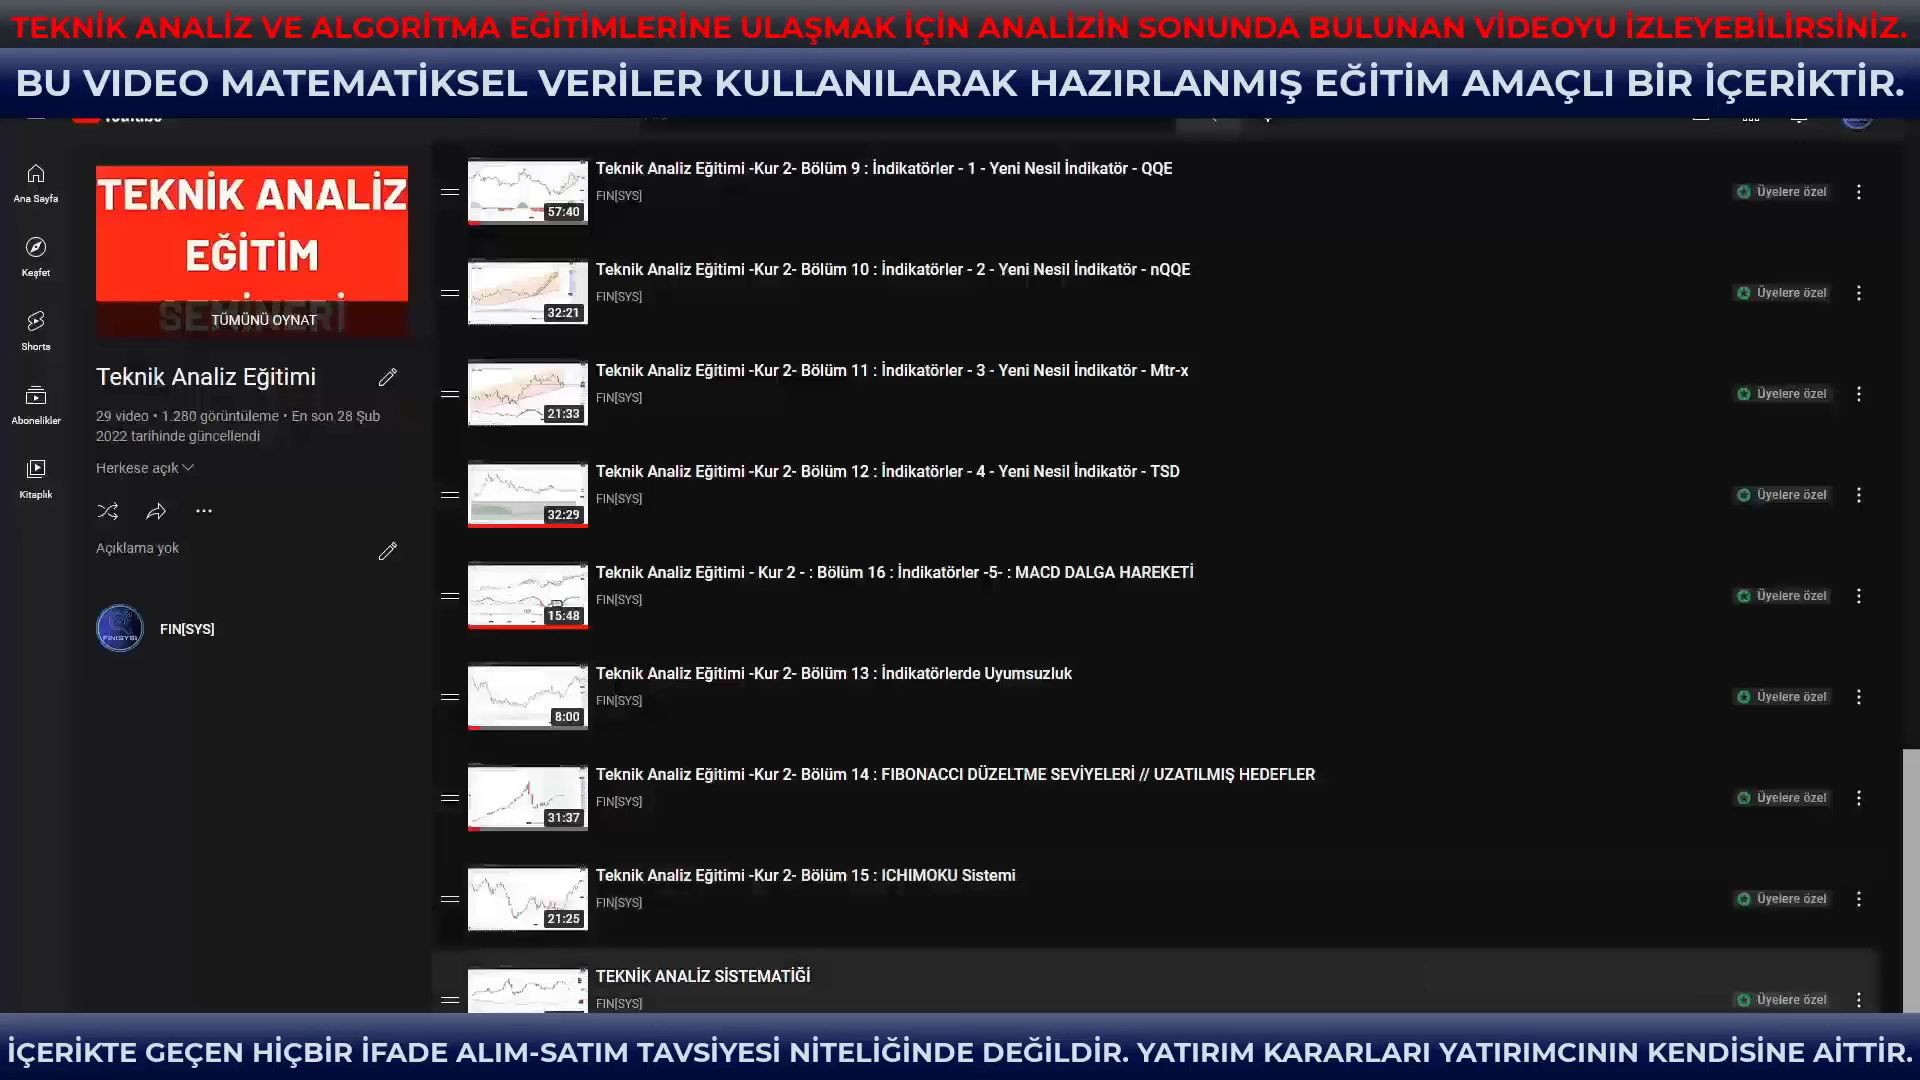 TEKNİK ANALİZ VE ALGORİTMA EĞİTİMLERİNE ULAŞMAK İÇİN ANALİZİN SONUNDA BULUNAN VİDEOYU İZLEYEBİLİRSİNİZ.
BU VIDEO MATEMATİKSEL VERİLER KULLANILARAK HAZIRLANMIŞ EĞİTİM AMAÇLI BİR İÇERİKTİR.
Ana Sayfa
Keşfet
Shorts
Abonelikler
Kitaplık
TEKNİK ANALİZ
EĞİTİM
SEMİNERİ
TÜMÜNÜ OYNAT
Teknik Analiz Eğitimi
29 video • 1.280 görüntüleme • En son 28 Şub
2022 tarihinde güncellendi
Herkese açık
Açıklama yok
FIN[SYS]
Teknik Analiz Eğitimi -Kur 2- Bölüm 9 : İndikatörler - 1 - Yeni Nesil İndikatör - QQE
FIN[SYS]
57:40
Üyelere özel
Teknik Analiz Eğitimi -Kur 2- Bölüm 10 : İndikatörler - 2 - Yeni Nesil İndikatör - nQQE
FIN[SYS]
32:21
Üyelere özel
Teknik Analiz Eğitimi -Kur 2- Bölüm 11 : İndikatörler - 3 - Yeni Nesil İndikatör - Mtr-x
FIN[SYS]
21:33
Üyelere özel
Teknik Analiz Eğitimi -Kur 2- Bölüm 12 : İndikatörler - 4 - Yeni Nesil İndikatör - TSD
FIN[SYS]
32:29
Üyelere özel
Teknik Analiz Eğitimi - Kur 2 - : Bölüm 16 : İndikatörler -5- : MACD DALGA HAREKETİ
FIN[SYS]
15:48
Üyelere özel
Teknik Analiz Eğitimi -Kur 2- Bölüm 13 : İndikatörlerde Uyumsuzluk
FIN[SYS]
8:00
Üyelere özel
Teknik Analiz Eğitimi -Kur 2- Bölüm 14 : FIBONACCI DÜZELTME SEVİYELERİ // UZATILMIŞ HEDEFLER
FIN[SYS]
31:37
Üyelere özel
Teknik Analiz Eğitimi -Kur 2- Bölüm 15 : ICHIMOKU Sistemi
FIN[SYS]
21:25
Üyelere özel
TEKNİK ANALİZ SİSTEMATİĞİ
FIN[SYS]
Üyelere özel
İÇERİKTE GEÇEN HİÇBİR İFADE ALIM-SATIM TAVSİYESİ NİTELİĞİNDE DEĞİLDİR. YATIRIM KARARLARI YATIRIMCININ KENDİSİNE AİTTİR.